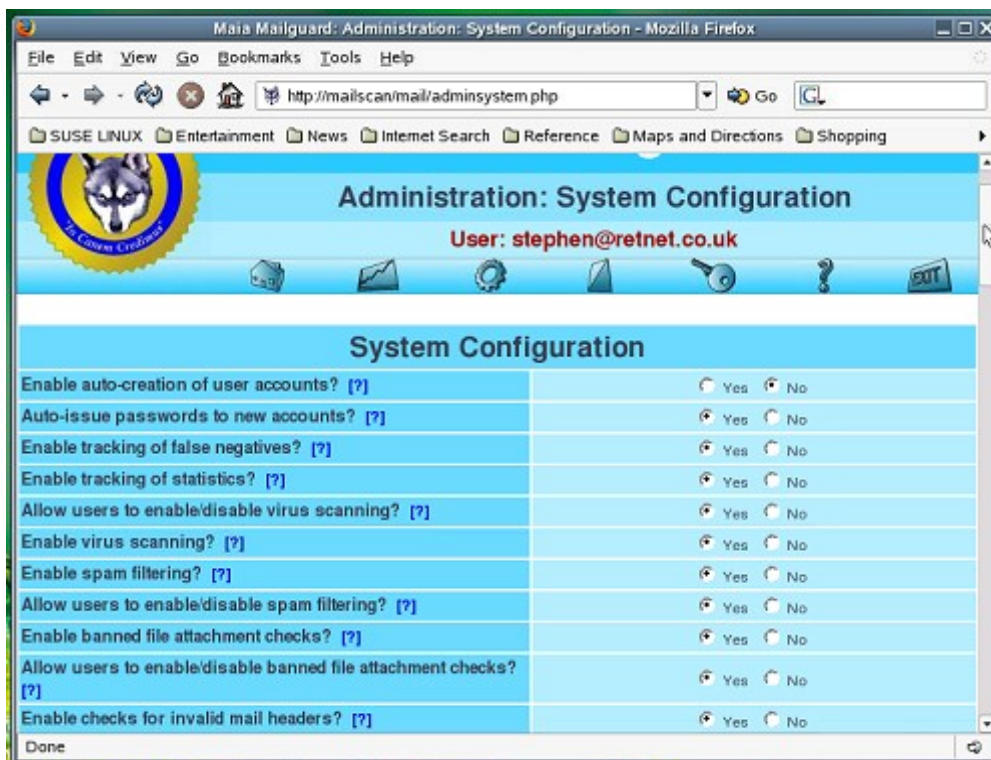 Maia Mailguard: Administration: System Configuration - Mozilla Firefox
File Edit View Go Bookmarks Tools Help
http://mailscan/mail/adminsystem.php Go G
SUSE LINUX Entertainment News Internet Search Reference Maps and Directions Shopping
"In Canem Credimus"
Administration: System Configuration
User: stephen@retnet.co.uk
EXIT
System Configuration
Enable auto-creation of user accounts? [?] Yes No
Auto-issue passwords to new accounts? [?] Yes No
Enable tracking of false negatives? [?] Yes No
Enable tracking of statistics? [?] Yes No
Allow users to enable/disable virus scanning? [?] Yes No
Enable virus scanning? [?] Yes No
Enable spam filtering? [?] Yes No
Allow users to enable/disable spam filtering? [?] Yes No
Enable banned file attachment checks? [?] Yes No
Allow users to enable/disable banned file attachment checks?
[?] Yes No
Enable checks for invalid mail headers? [?] Yes No
Done